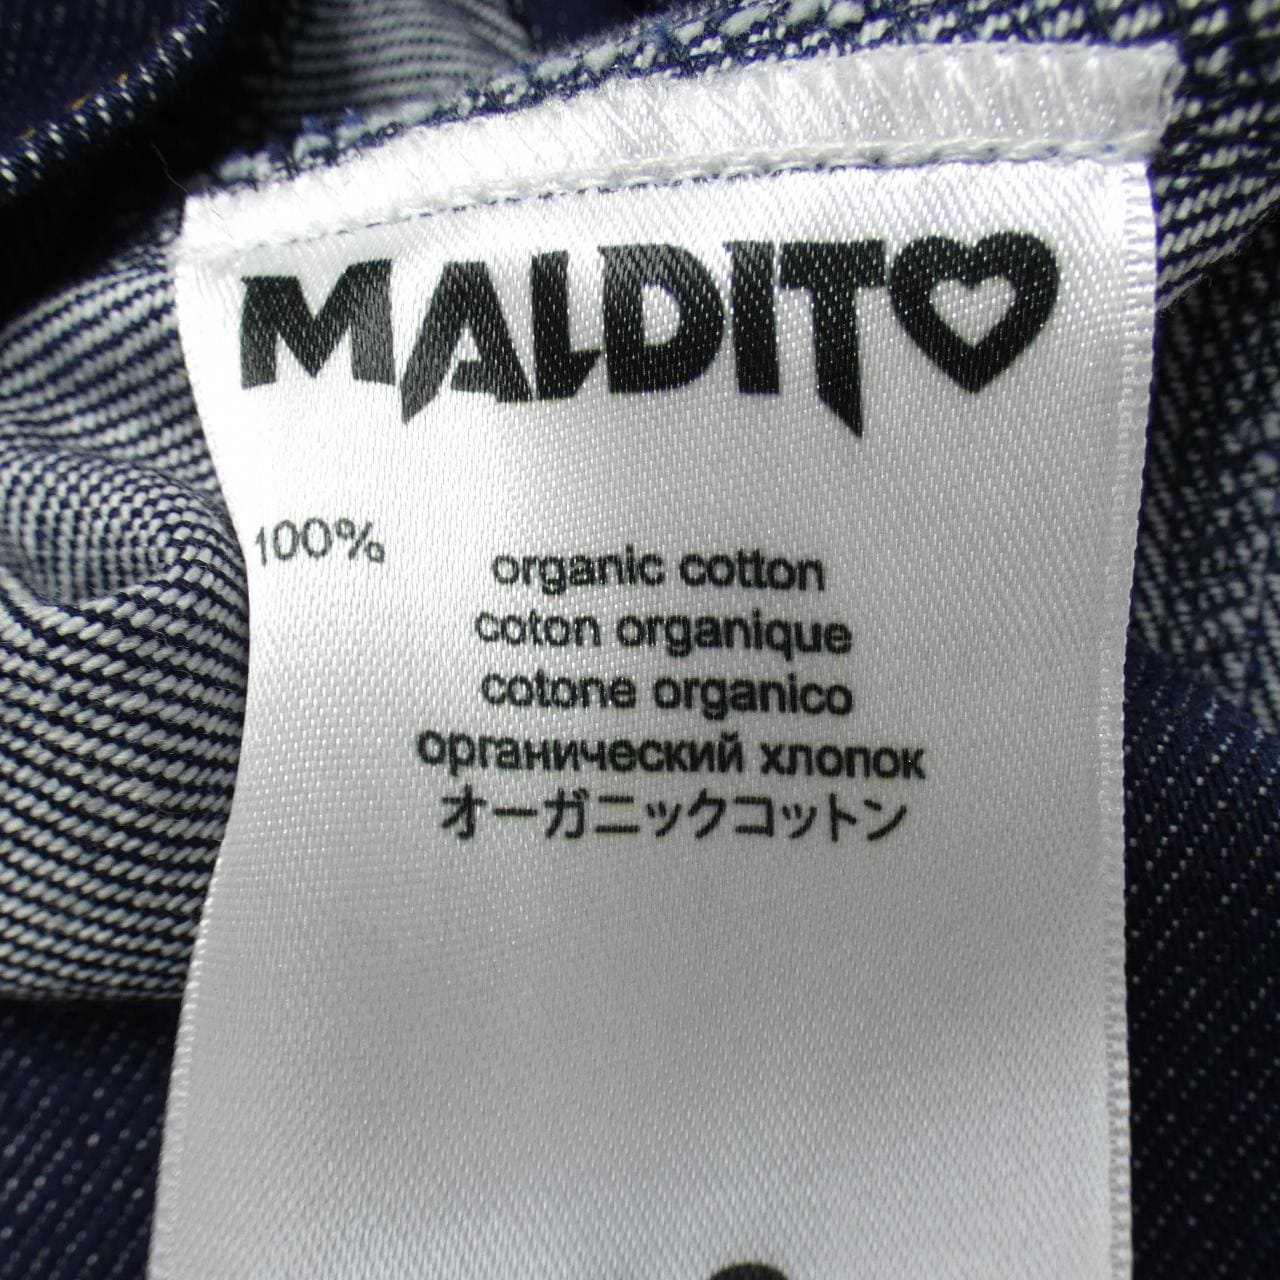 MALDITO
100%
organic cotton
coton organique
cotone organico
органический хлопок
オーガニックコットン